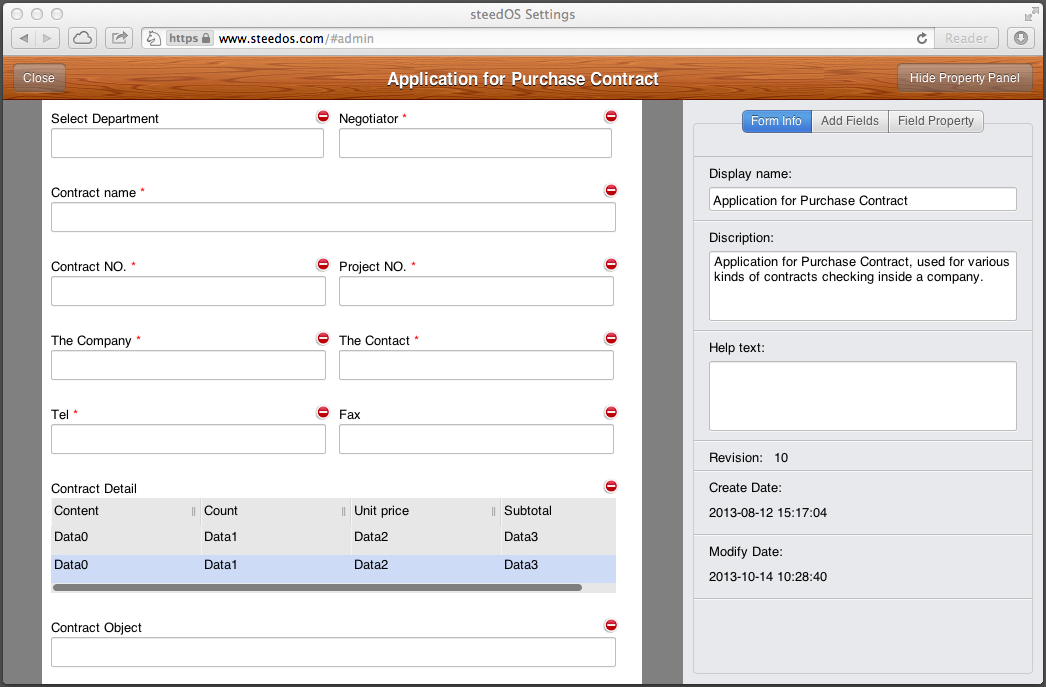 steedOS Settings
https www.steedos.com/#admin Reader
Close Application for Purchase Contract Hide Property Panel
Select Department Negotiator *
Contract name *
Contract NO. * Project NO. *
The Company * The Contact *
Tel * Fax
Contract Detail
Content Count Unit price Subtotal
Data0 Data1 Data2 Data3
Data0 Data1 Data2 Data3
Contract Object
Form Info Add Fields Field Property
Display name:
Application for Purchase Contract
Discription:
Application for Purchase Contract, used for various
kinds of contracts checking inside a company.
Help text:
Revision: 10
Create Date:
2013-08-12 15:17:04
Modify Date:
2013-10-14 10:28:40